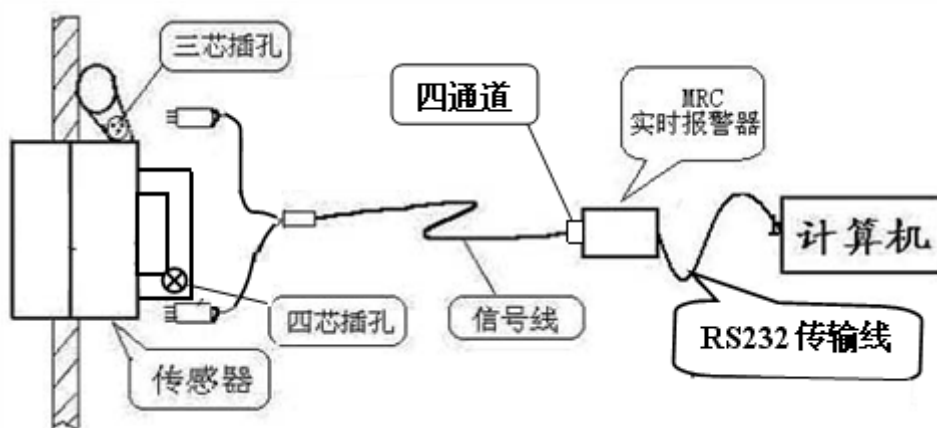 三芯插孔
四通道
MRC
实时报警器
计算机
四芯插孔
信号线
RS232 传输线
传感器